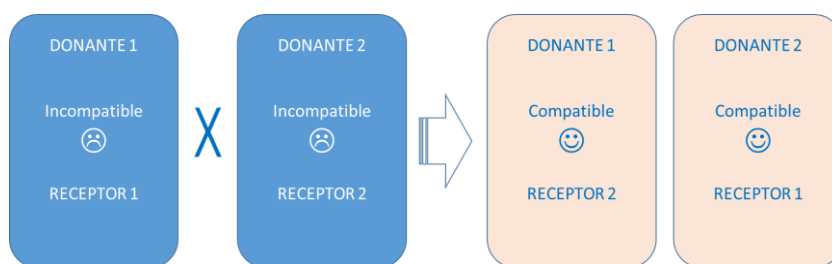 DONANTE 1
Incompatible
RECEPTOR 1
X
DONANTE 2
Incompatible
RECEPTOR 2
DONANTE 1
Compatible
RECEPTOR 2
DONANTE 2
Compatible
RECEPTOR 1